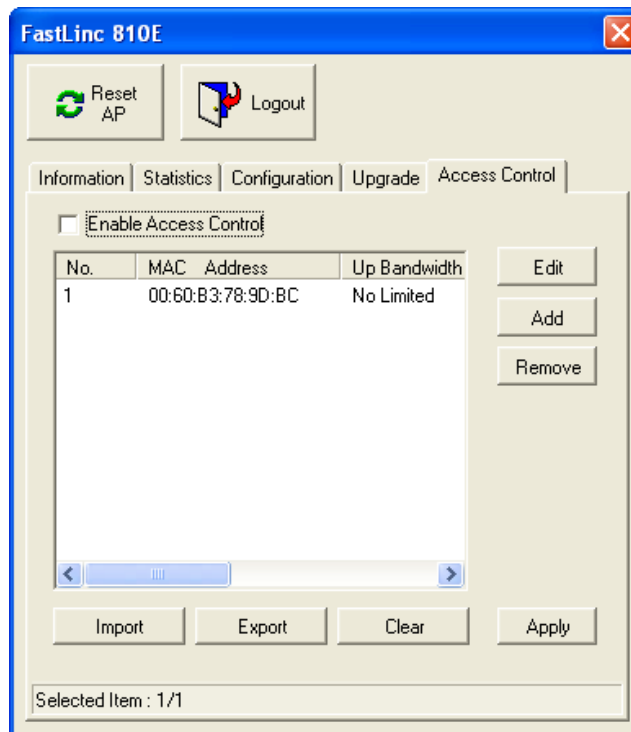 FastLinc 810E
Reset
AP
Logout
Information Statistics Configuration Upgrade Access Control
Enable Access Control
No. MAC Address Up Bandwidth
Edit
1 00:60:B3:78:9D:BC No Limited
Add
Remove
Import Export Clear Apply
Selected Item : 1/1